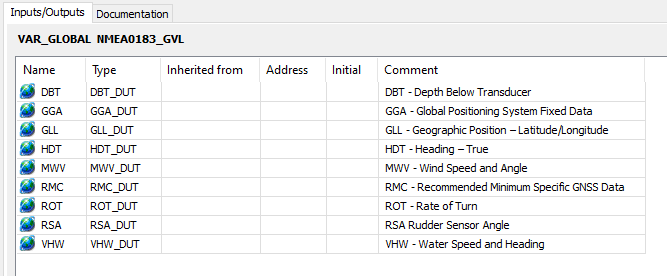 Inputs/Outputs Documentation
VAR_GLOBAL NMEA0183_GVL
Name Type Inherited from Address Initial Comment
DBT DBT_DUT DBT - Depth Below Transducer
GGA GGA_DUT GGA - Global Positioning System Fixed Data
GLL GLL_DUT GLL - Geographic Position – Latitude/Longitude
HDT HDT_DUT HDT - Heading – True
MWV MWV_DUT MWV - Wind Speed and Angle
RMC RMC_DUT RMC - Recommended Minimum Specific GNSS Data
ROT ROT_DUT ROT - Rate of Turn
RSA RSA_DUT RSA Rudder Sensor Angle
VHW VHW_DUT VHW - Water Speed and Heading